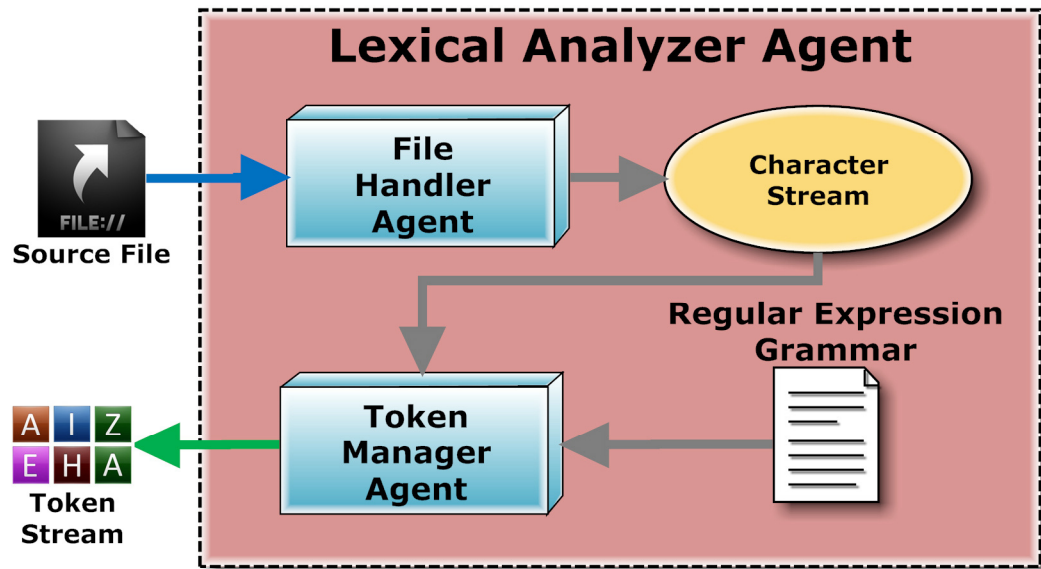 Lexical Analyzer Agent
File
Handler
Agent
Character
Stream
FILE://
Source File
Regular Expression
Grammar
Token
Manager
Agent
A I Z
E H A
Token
Stream